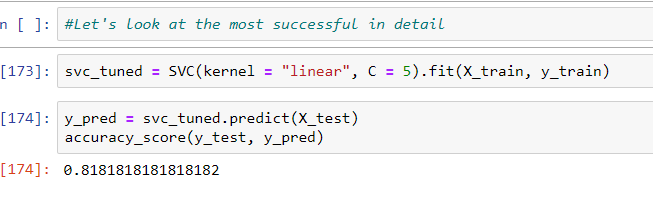 n [ ]: #Let's look at the most successful in detail
[173]: svc_tuned = SVC(kernel = "linear", C = 5).fit(X_train, y_train)
[174]: y_pred = svc_tuned.predict(X_test)
accuracy_score(y_test, y_pred)
[174]: 0.8181818181818182